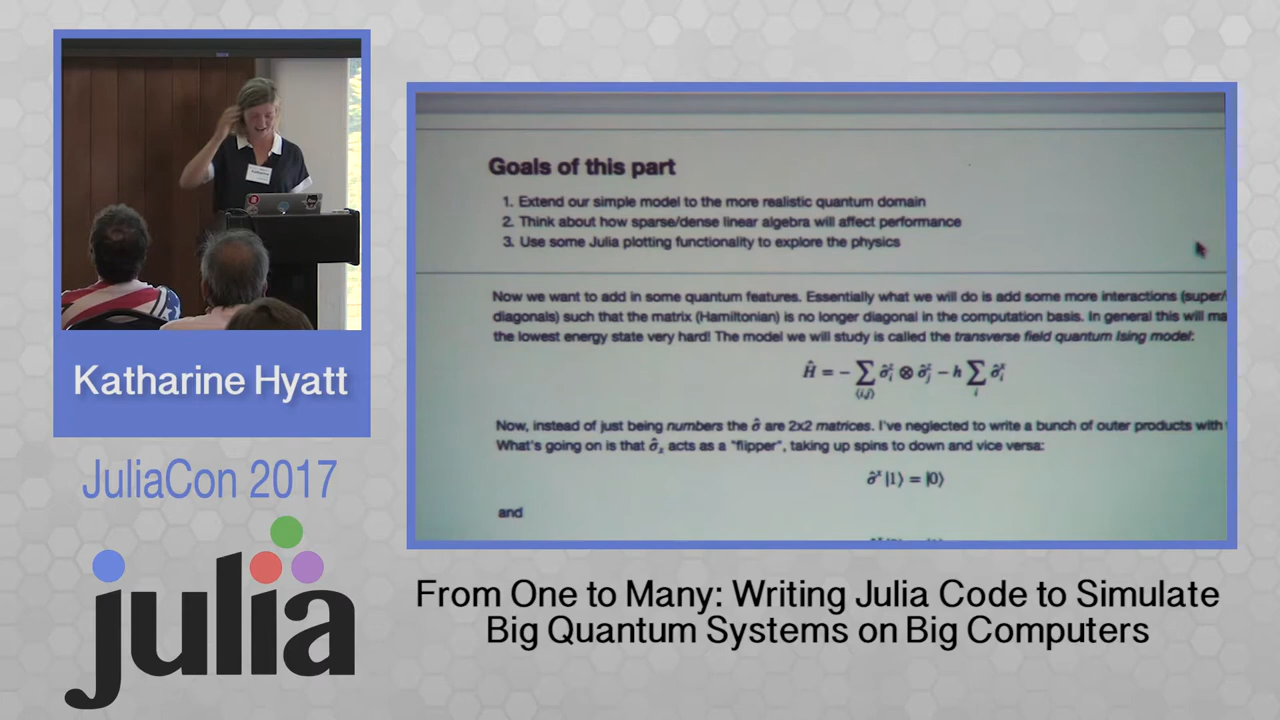 Katharine Hyatt
JuliaCon 2017
julia
Goals of this part
1. Extend our simple model to the more realistic quantum domain
2. Think about how sparse/dense linear algebra will affect performance
3. Use some Julia plotting functionality to explore the physics
Now we want to add in some quantum features. Essentially what we will do is add some more interactions (super/
diagonals) such that the matrix (Hamiltonian) is no longer diagonal in the computation basis. In general this will ma
the lowest energy state very hard! The model we will study is called the transverse field quantum Ising model:
Ĥ = − ∑⟨i,j⟩ σ̂ᵢᶻ ⊗ σ̂ⱼᶻ − h ∑ᵢ σ̂ᵢˣ
Now, instead of just being numbers the σ̂ are 2x2 matrices. I've neglected to write a bunch of outer products with
What's going on is that σ̂ₓ acts as a "flipper", taking up spins to down and vice versa:
σ̂ˣ |1⟩ = |0⟩
and
From One to Many: Writing Julia Code to Simulate
Big Quantum Systems on Big Computers